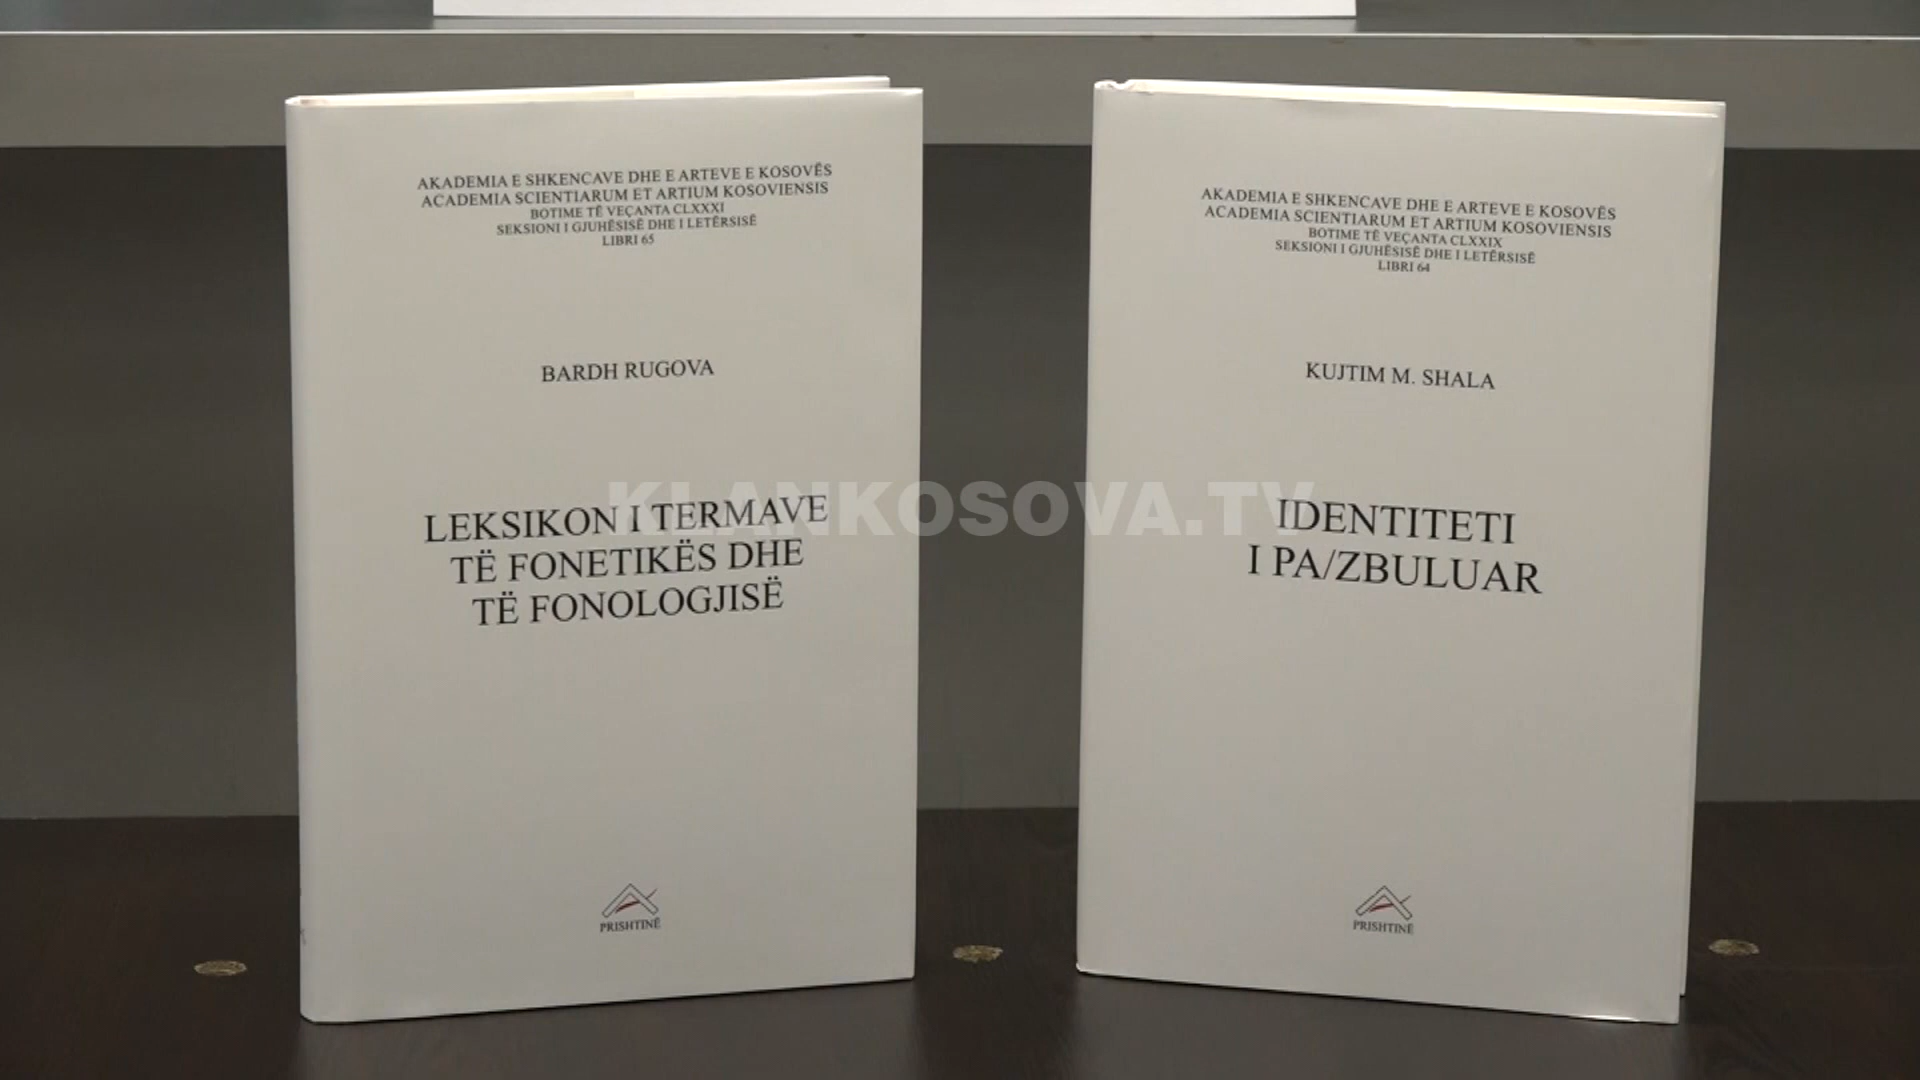 AKADEMIA E SHKENCAVE DHE E ARTEVE E KOSOVËS
ACADEMIA SCIENTIARUM ET ARTIUM KOSOVIENSIS
BOTIME TË VEÇANTA CLXXXI
SEKSIONI I GJUHËSISË DHE I LETËRSISË
LIBRI 65
BARDH RUGOVA
LEKSIKON I TERMAVE
TË FONETIKËS DHE
TË FONOLOGJISË
PRISHTINË
AKADEMIA E SHKENCAVE DHE E ARTEVE E KOSOVËS
ACADEMIA SCIENTIARUM ET ARTIUM KOSOVIENSIS
BOTIME TË VEÇANTA CLXXIX
SEKSIONI I GJUHËSISË DHE I LETËRSISË
LIBRI 64
KUJTIM M. SHALA
IDENTITETI
I PA/ZBULUAR
PRISHTINË
KLANKOSOVA.TV